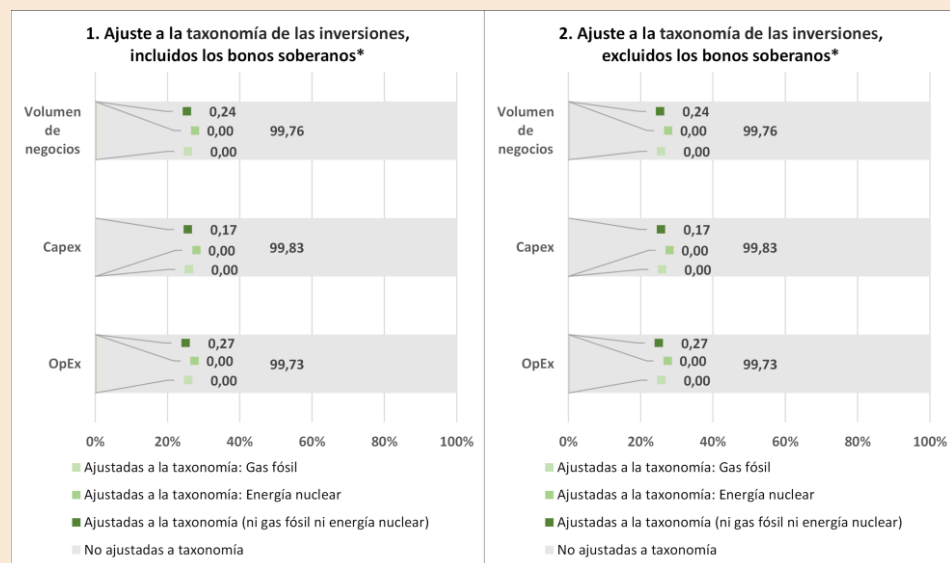 1. Ajuste a la taxonomía de las inversiones,
incluidos los bonos soberanos*
Volumen
de
negocios
0,24
0,00
99,76
0,00
Capex
0,17
0,00
99,83
0,00
OpEx
0,27
0,00
99,73
0,00
0% 20% 40% 60% 80% 100%
Ajustadas a la taxonomía: Gas fósil
Ajustadas a la taxonomía: Energía nuclear
Ajustadas a la taxonomía (ni gas fósil ni energía nuclear)
No ajustadas a taxonomía
2. Ajuste a la taxonomía de las inversiones,
excluidos los bonos soberanos*
Volumen
de
negocios
0,24
0,00
99,76
0,00
Capex
0,17
0,00
99,83
0,00
OpEx
0,27
0,00
99,73
0,00
0% 20% 40% 60% 80% 100%
Ajustadas a la taxonomía: Gas fósil
Ajustadas a la taxonomía: Energía nuclear
Ajustadas a la taxonomía (ni gas fósil ni energía nuclear)
No ajustadas a taxonomía